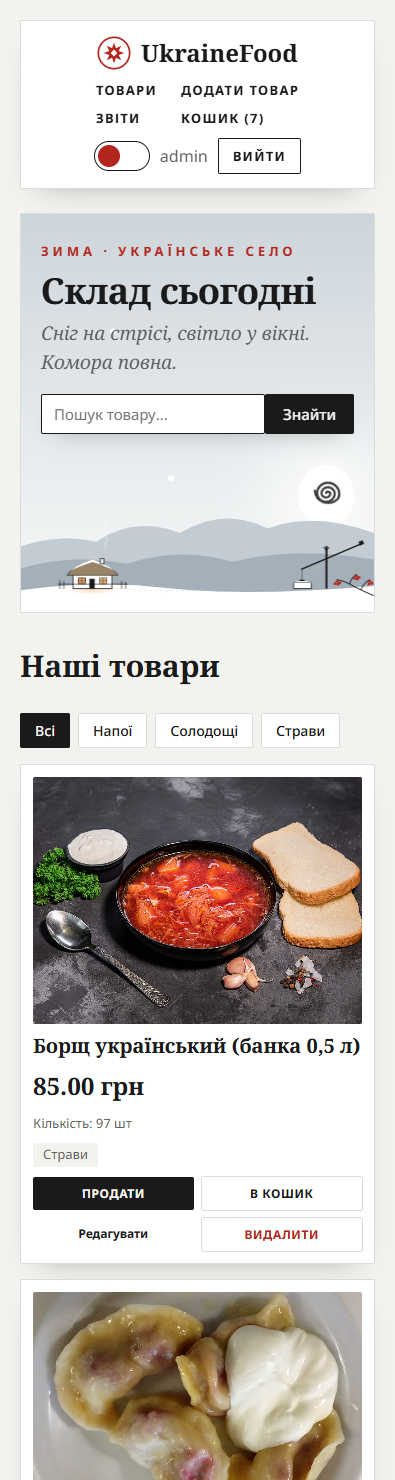 UkraineFood
ТОВАРИ ДОДАТИ ТОВАР
ЗВІТИ КОШИК (7)
admin ВИЙТИ
ЗИМА · УКРАЇНСЬКЕ СЕЛО
Склад сьогодні
Сніг на стрісі, світло у вікні.
Комора повна.
Пошук товару... Знайти
Наші товари
Всі Напої Солодощі Страви
Борщ український (банка 0,5 л)
85.00 грн
Кількість: 97 шт
Страви
ПРОДАТИ В КОШИК
Редагувати ВИДАЛИТИ